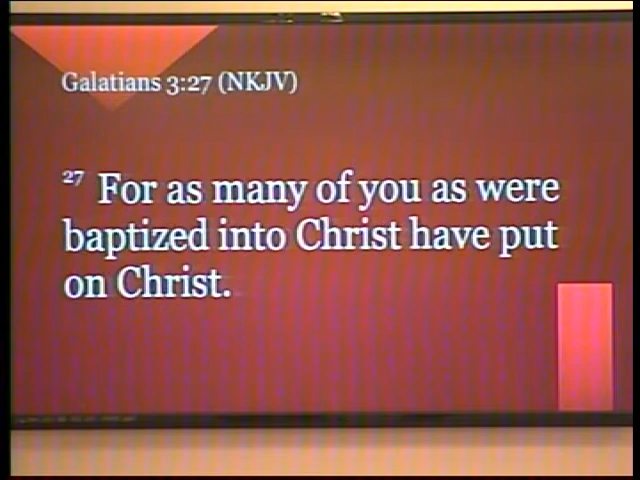 Galatians 3:27 (NKJV)
27 For as many of you as were
baptized into Christ have put
on Christ.